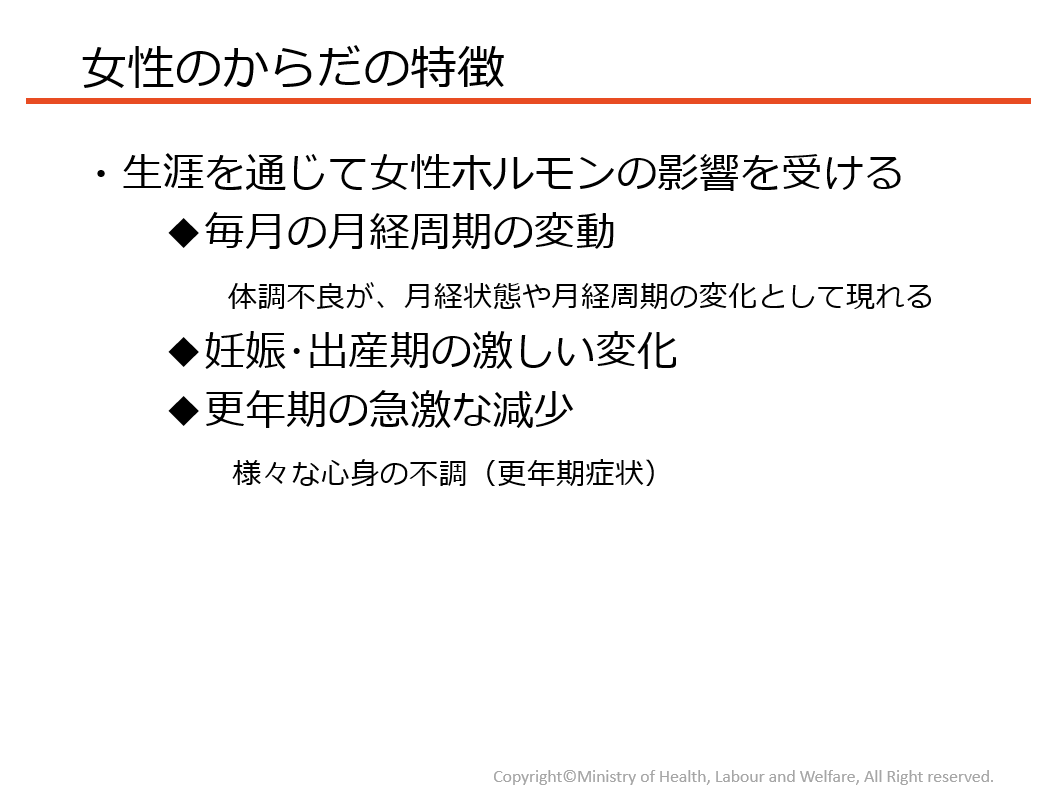 女性のからだの特徴
・生涯を通じて女性ホルモンの影響を受ける
◆毎月の月経周期の変動
体調不良が、月経状態や月経周期の変化として現れる
◆妊娠･出産期の激しい変化
◆更年期の急激な減少
様々な心身の不調（更年期症状）
Copyright©Ministry of Health, Labour and Welfare, All Right reserved.